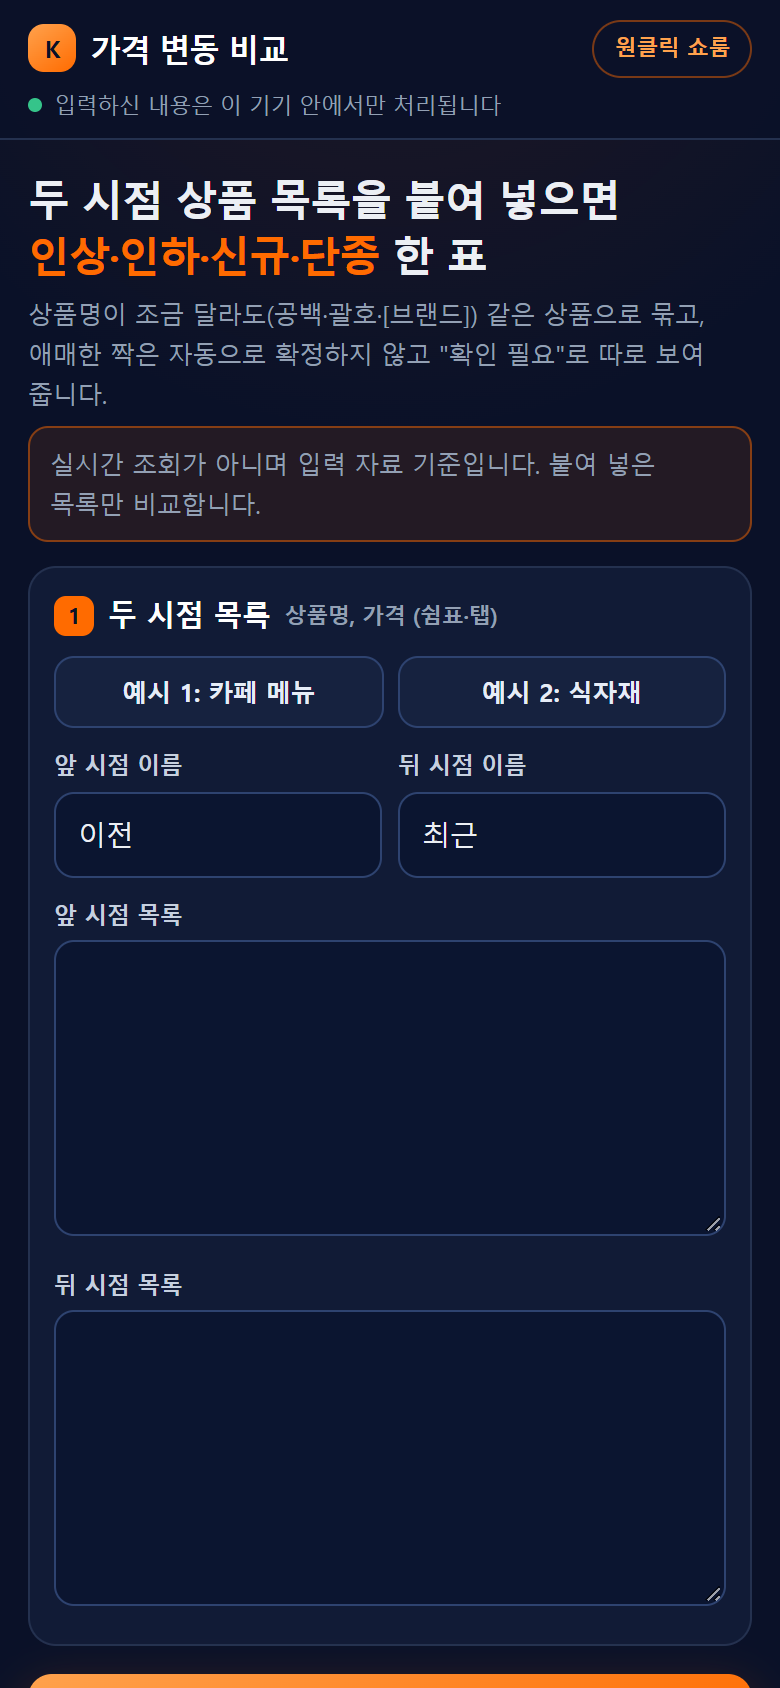 K 가격 변동 비교
원클릭 쇼룸
입력하신 내용은 이 기기 안에서만 처리됩니다
두 시점 상품 목록을 붙여 넣으면
인상·인하·신규·단종 한 표
상품명이 조금 달라도(공백·괄호·[브랜드]) 같은 상품으로 묶고,
애매한 짝은 자동으로 확정하지 않고 "확인 필요"로 따로 보여
줍니다.
실시간 조회가 아니며 입력 자료 기준입니다. 붙여 넣은
목록만 비교합니다.
1 두 시점 목록 상품명, 가격 (쉼표·탭)
예시 1: 카페 메뉴
예시 2: 식자재
앞 시점 이름
뒤 시점 이름
이전
최근
앞 시점 목록
뒤 시점 목록